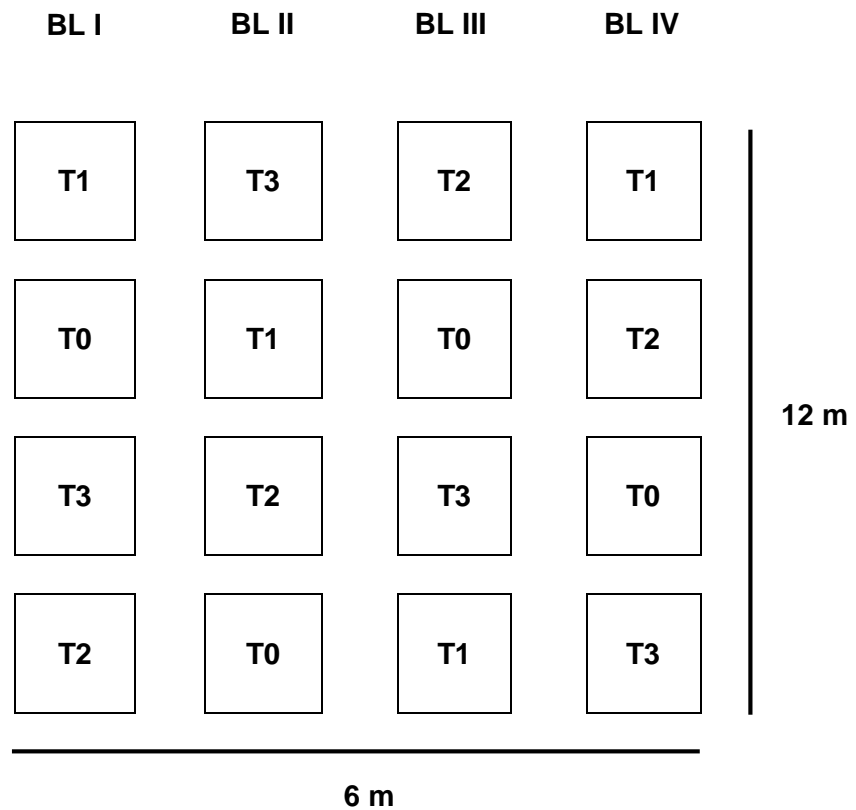 BL I BL II BL III BL IV
T1 T3 T2 T1
T0 T1 T0 T2
12 m
T3 T2 T3 T0
T2 T0 T1 T3
6 m